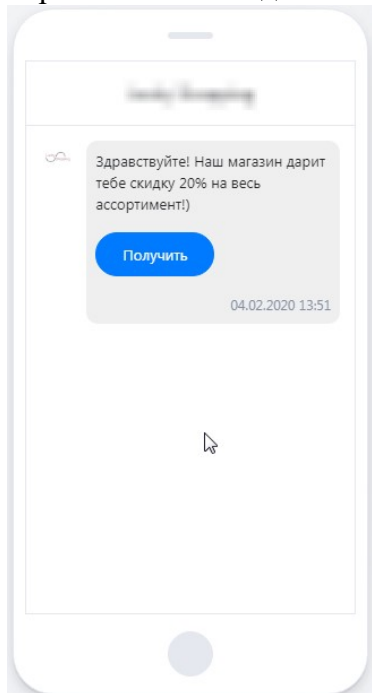 Здравствуйте! Наш магазин дарит
тебе скидку 20% на весь
ассортимент!)
Получить
04.02.2020 13:51